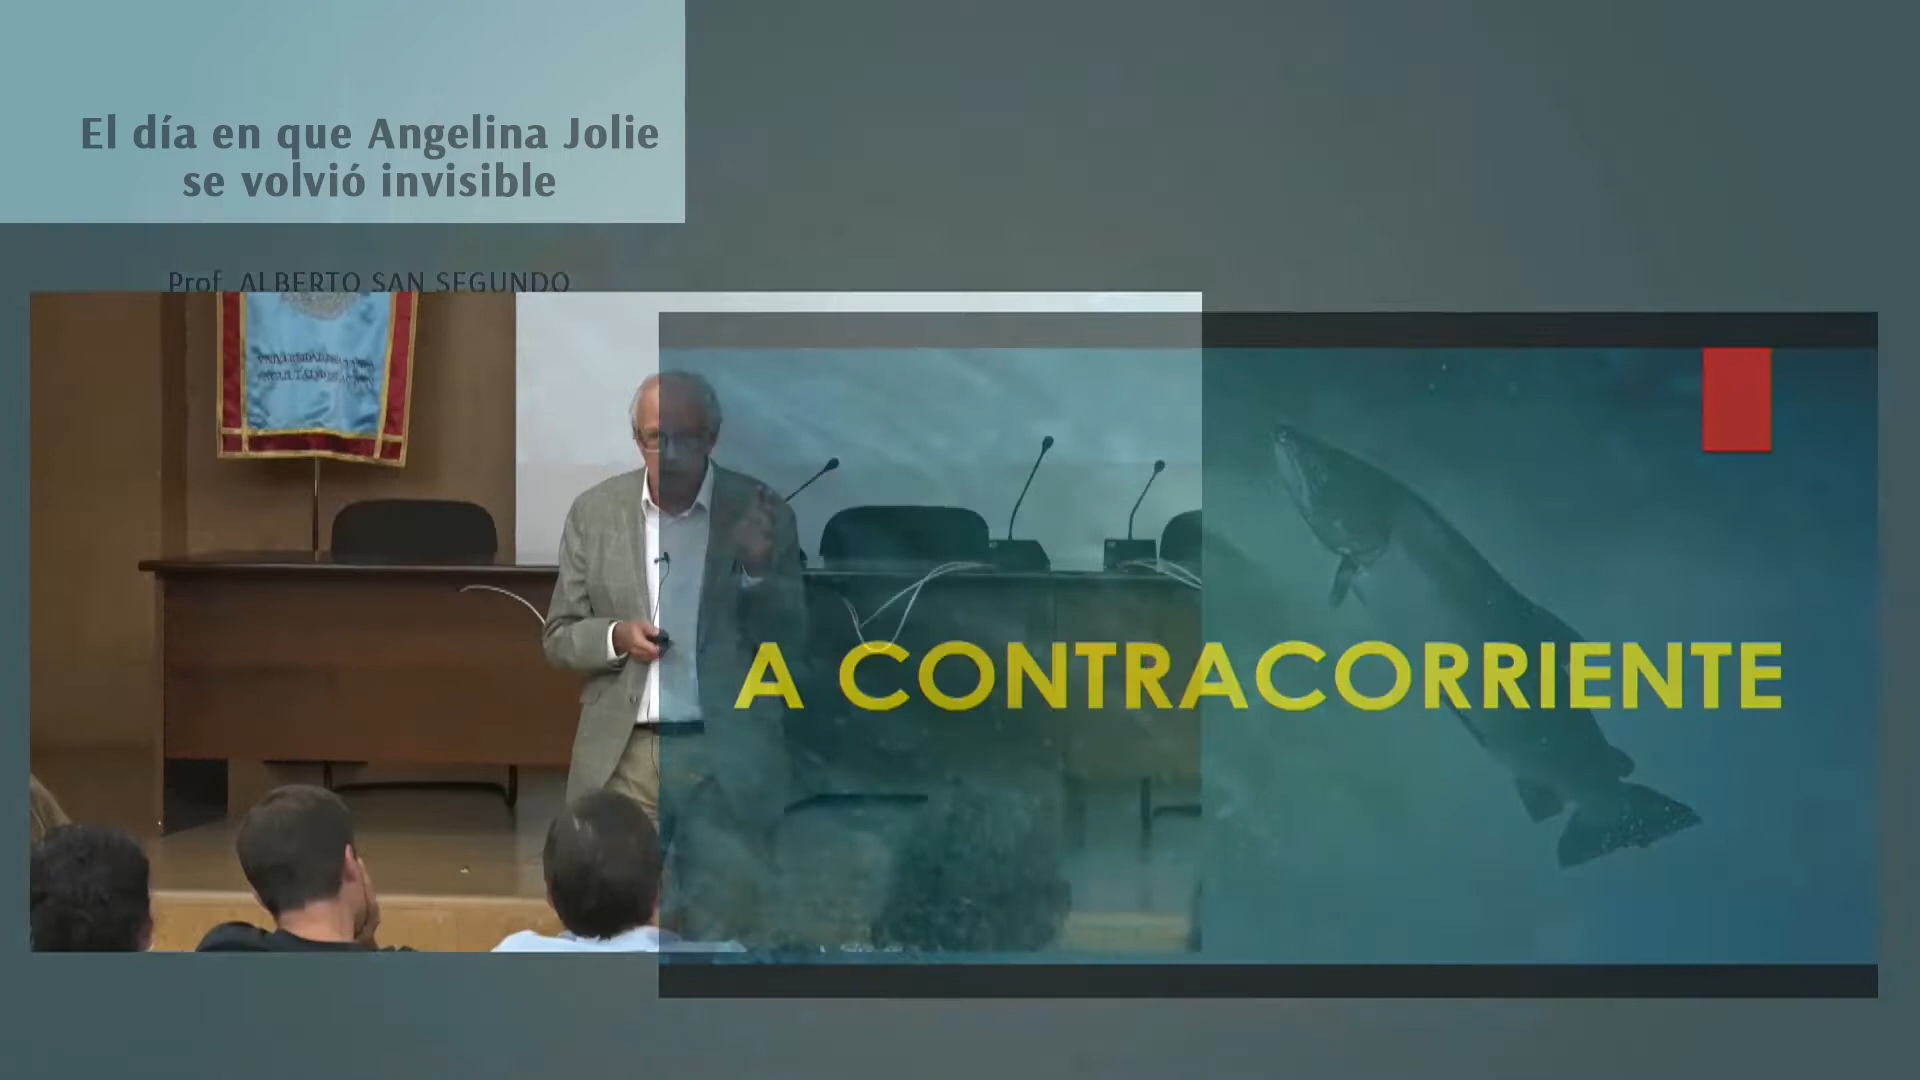 El día en que Angelina Jolie
se volvió invisible
Prof. ALBERTO SAN SEGUNDO
A CONTRACORRIENTE